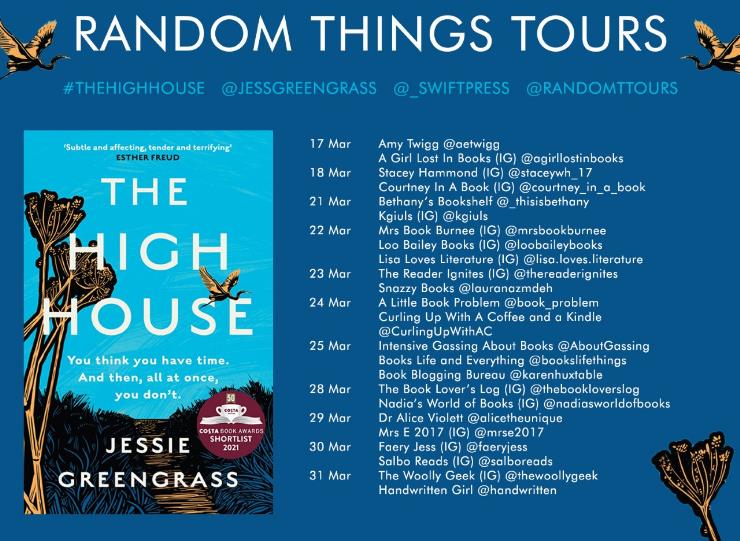 RANDOM THINGS TOURS
#THEHIGHHOUSE @JESSGREENGRASS @_SWIFTPRESS @RANDOMTTOURS
'Subtle and affecting, tender and terrifying'
ESTHER FREUD
THE
HIGH
HOUSE
You think you have time.
And then, all at once,
you don't.
50
COSTA
COSTA BOOK AWARDS
SHORTLIST
2021
JESSIE
GREENGRASS
17 Mar Amy Twigg @aetwigg
A Girl Lost In Books (IG) @agirllostinbooks
18 Mar Stacey Hammond (IG) @staceywh_17
Courtney In A Book (IG) @courtney_in_a_book
21 Mar Bethany's Bookshelf @_thisisbethany
Kgiuls (IG) @kgiuls
22 Mar Mrs Book Burnee (IG) @mrsbookburnee
Loo Bailey Books (IG) @loobaileybooks
Lisa Loves Literature (IG) @lisa.loves.literature
23 Mar The Reader Ignites (IG) @thereaderignites
Snazzy Books @lauranazmdeh
24 Mar A Little Book Problem @book_problem
Curling Up With A Coffee and a Kindle
@CurlingUpWithAC
25 Mar Intensive Gassing About Books @AboutGassing
Books Life and Everything @bookslifethings
Book Blogging Bureau @karenhuxtable
28 Mar The Book Lover's Log (IG) @thebookloverslog
Nadia's World of Books (IG) @nadiasworldofbooks
29 Mar Dr Alice Violett @alicetheunique
Mrs E 2017 (IG) @mrse2017
30 Mar Faery Jess (IG) @faeryjess
Salbo Reads (IG) @salboreads
31 Mar The Woolly Geek (IG) @thewoollygeek
Handwritten Girl @handwritten